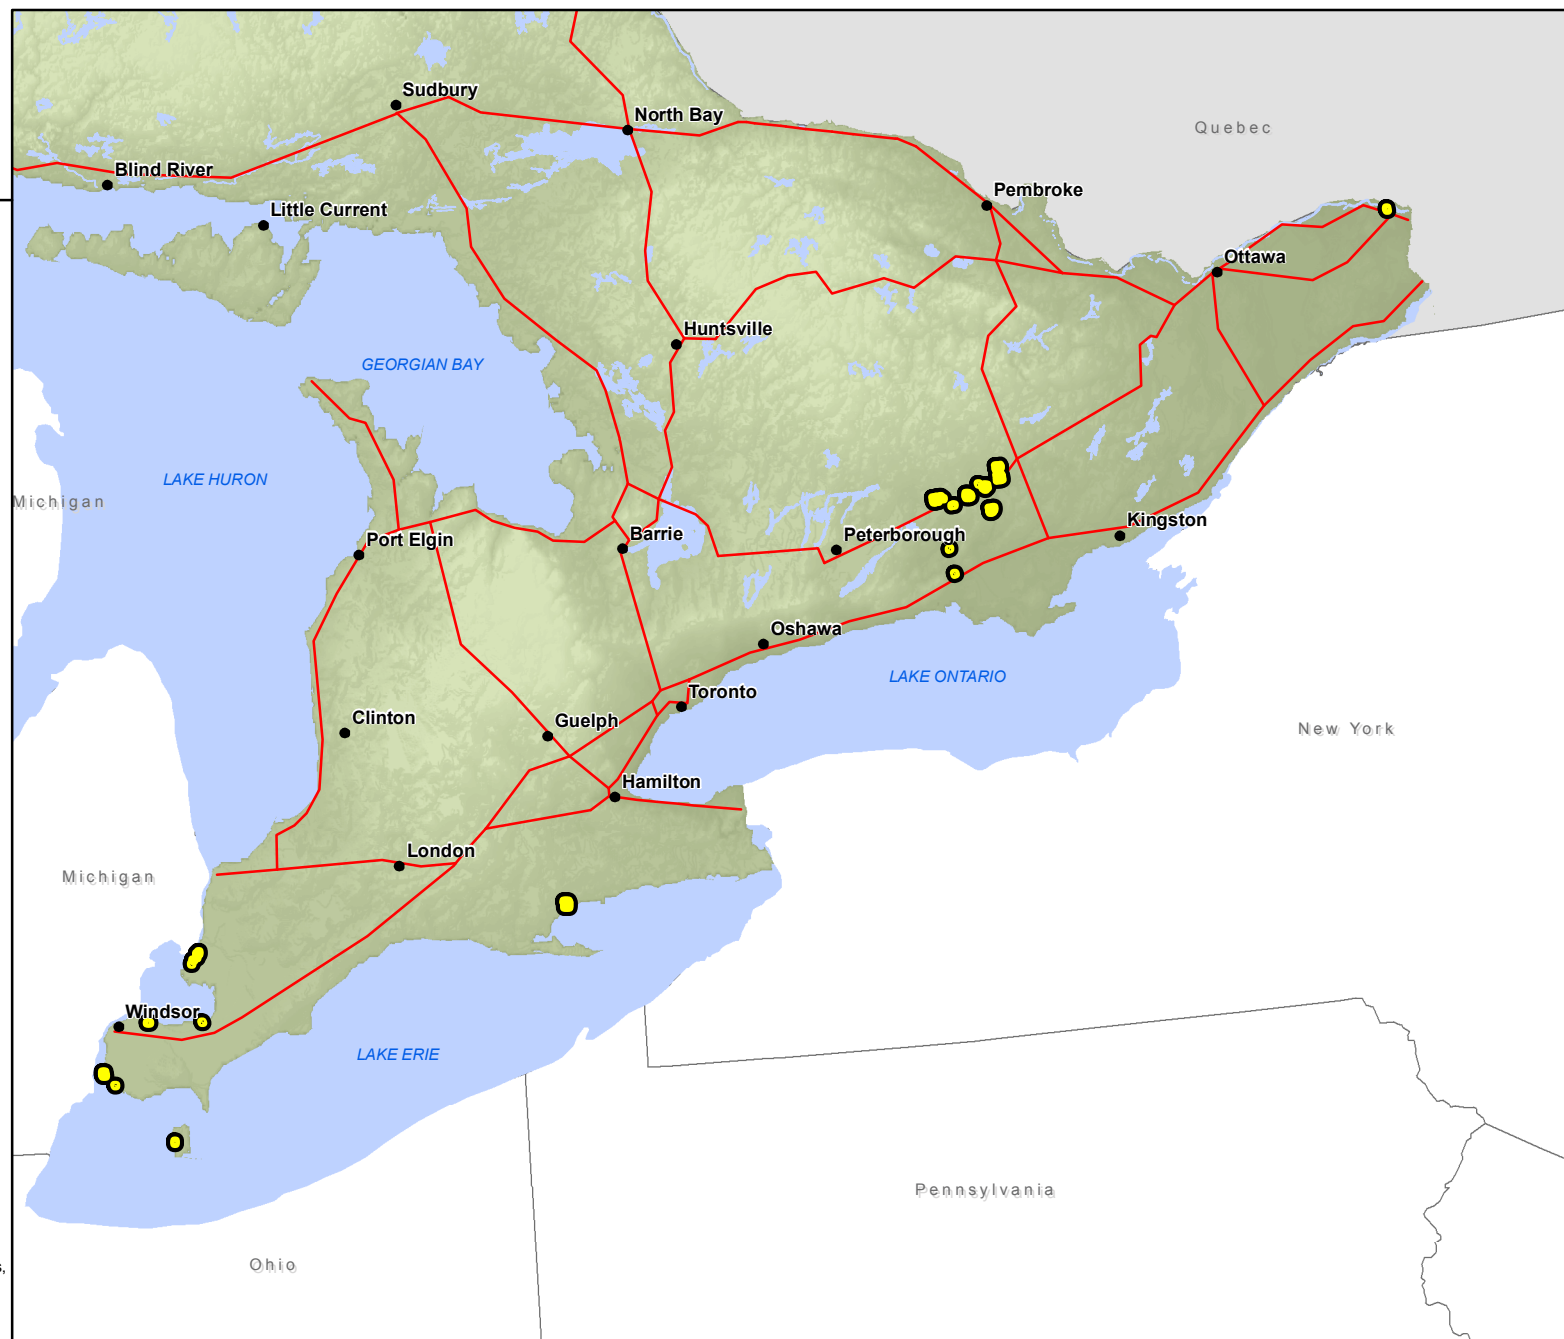 Sudbury
North Bay
Quebec
Blind River
Pembroke
Little Current
Ottawa
Huntsville
GEORGIAN BAY
LAKE HURON
Michigan
Kingston
Port Elgin
Barrie
Peterborough
Oshawa
LAKE ONTARIO
Toronto
Clinton
Guelph
New York
Hamilton
London
Michigan
Windsor
LAKE ERIE
Pennsylvania
Ohio